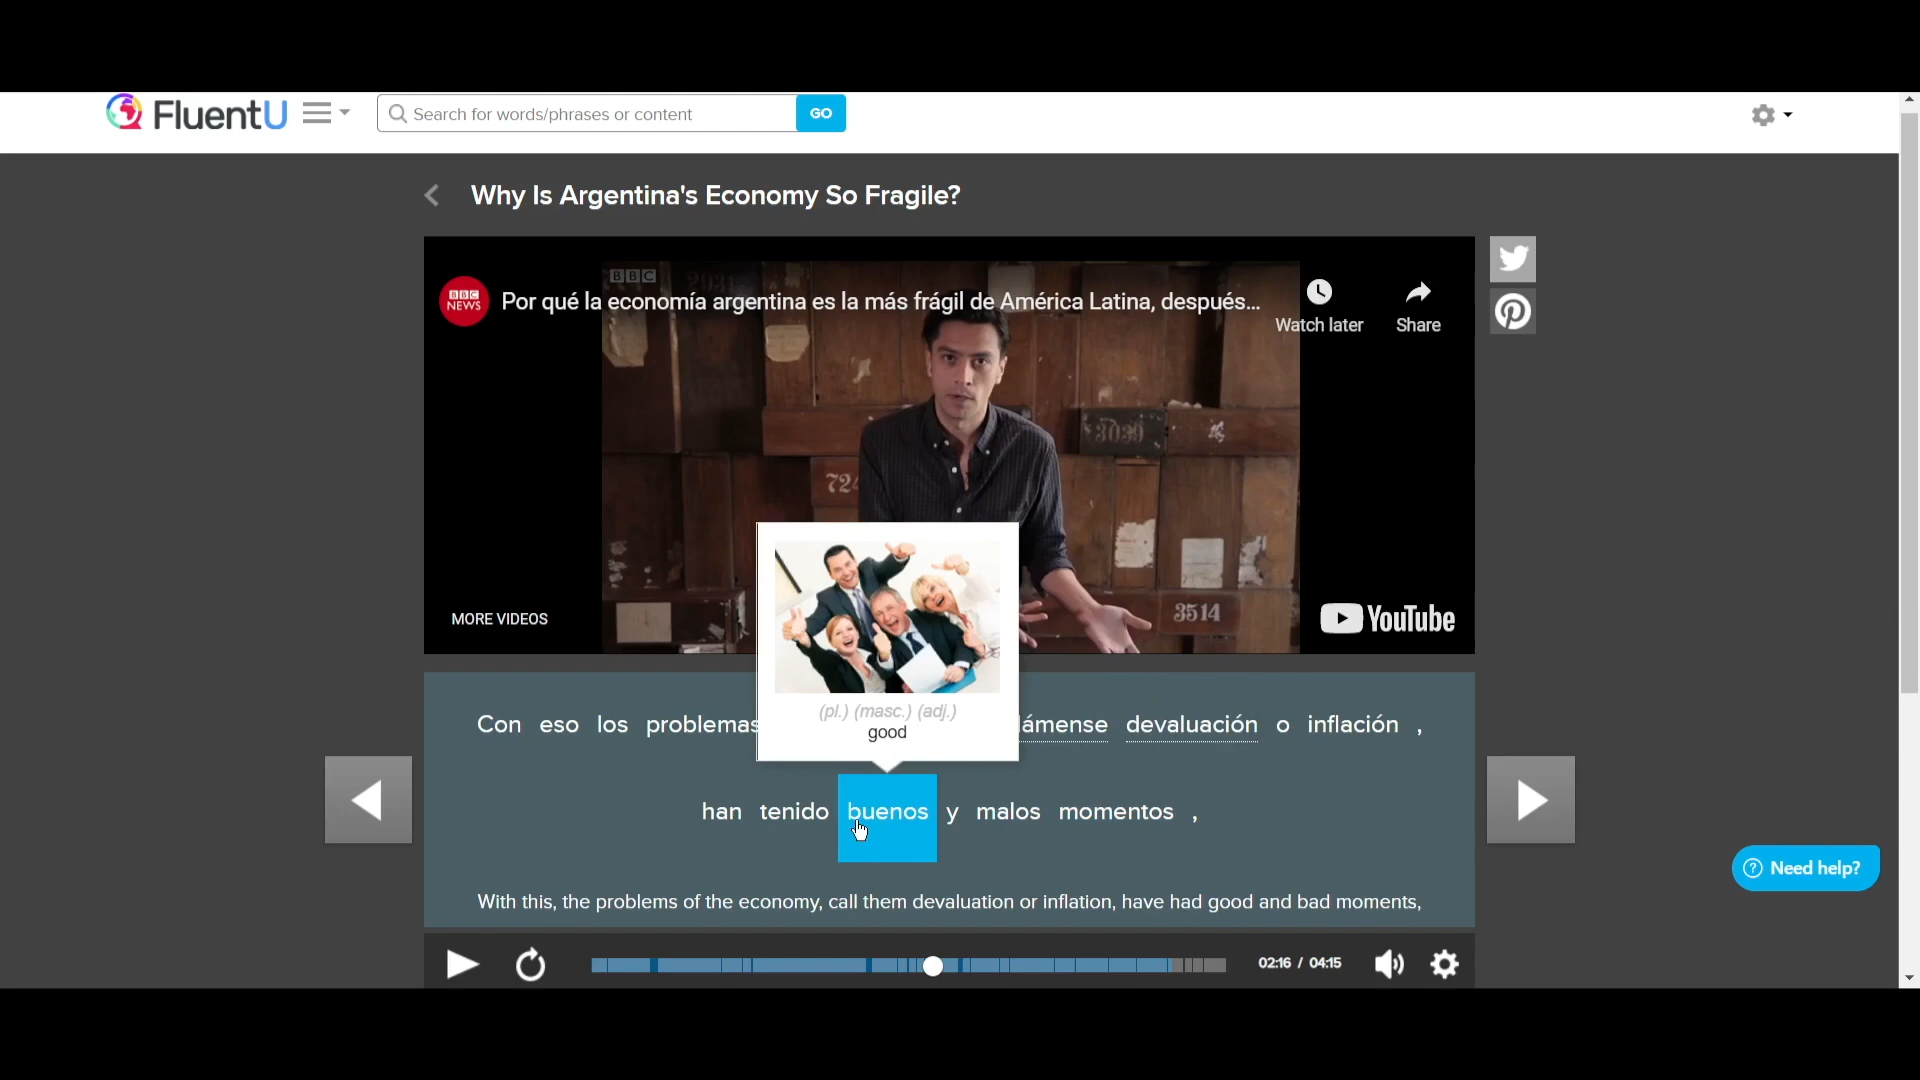 FluentU
Search for words/phrases or content
GO
Why Is Argentina's Economy So Fragile?
BBC
BBC
NEWS
Por qué la economía argentina es la más frágil de América Latina, después...
Watch later
Share
3039
724
3514
MORE VIDEOS
YouTube
(pl.) (masc.) (adj.)
good
Con eso los problemas lámense devaluación o inflación ,
han tenido buenos y malos momentos ,
With this, the problems of the economy, call them devaluation or inflation, have had good and bad moments,
Need help?
02:16 / 04:15